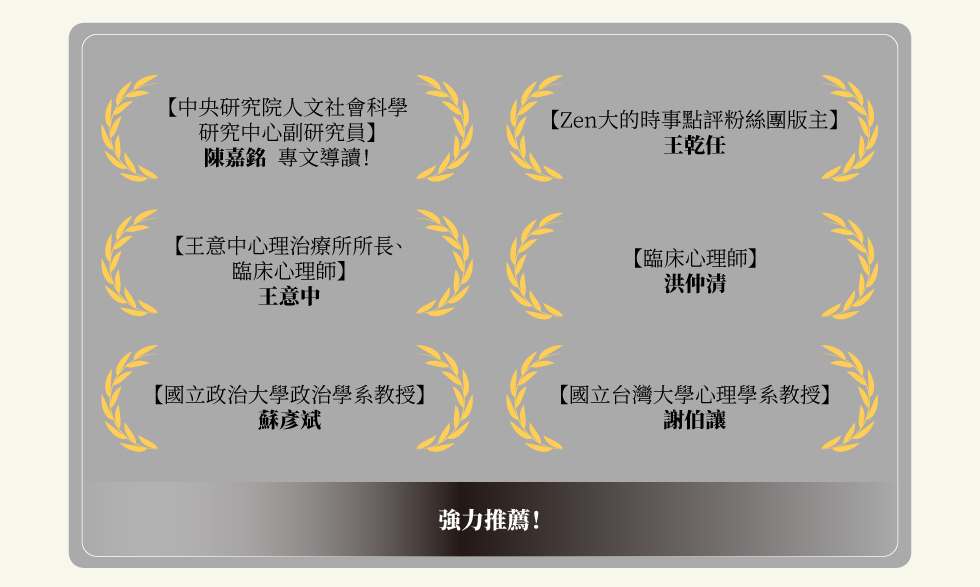 【中央研究院人文社會科學
研究中心副研究員】
陳嘉銘 專文導讀!
【Zen大的時事點評粉絲團版主】
王乾任
【王意中心理治療所所長、
臨床心理師】
王意中
【臨床心理師】
洪仲清
【國立政治大學政治學系教授】
蘇彥斌
【國立台灣大學心理學系教授】
謝伯讓
強力推薦!